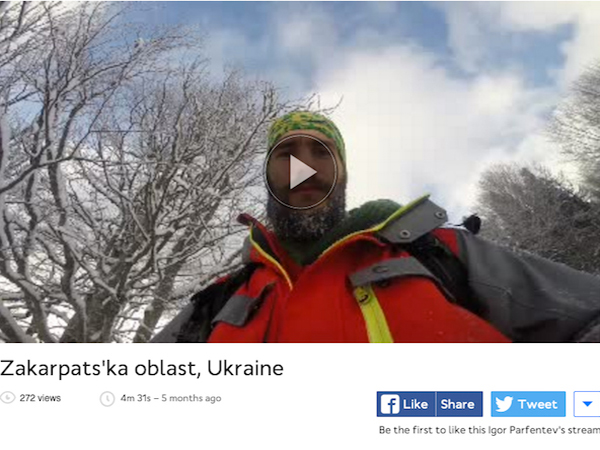 Zakarpats'ka oblast, Ukraine
272 views 4m 31s – 5 months ago Like Share Tweet
Be the first to like this Igor Parfentev's stream